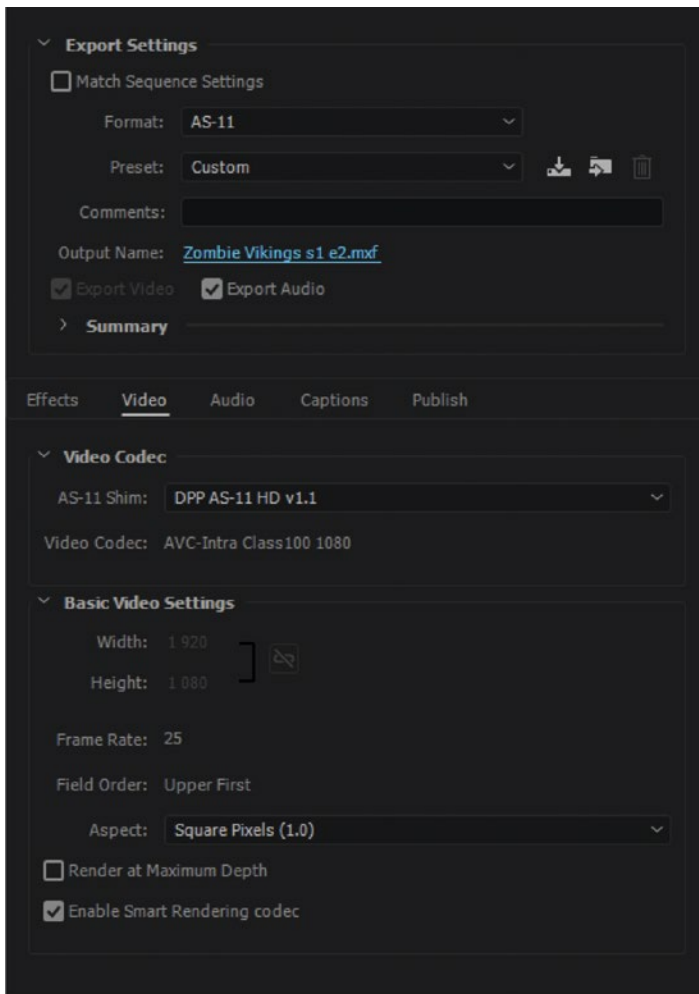 Export Settings
Match Sequence Settings
Format: AS-11
Preset: Custom
Comments:
Output Name: Zombie Vikings s1 e2.mxf
Export Video Export Audio
Summary
Effects Video Audio Captions Publish
Video Codec
AS-11 Shim: DPP AS-11 HD v1.1
Video Codec: AVC-Intra Class100 1080
Basic Video Settings
Width: 1 920
Height: 1 080
Frame Rate: 25
Field Order: Upper First
Aspect: Square Pixels (1.0)
Render at Maximum Depth
Enable Smart Rendering codec